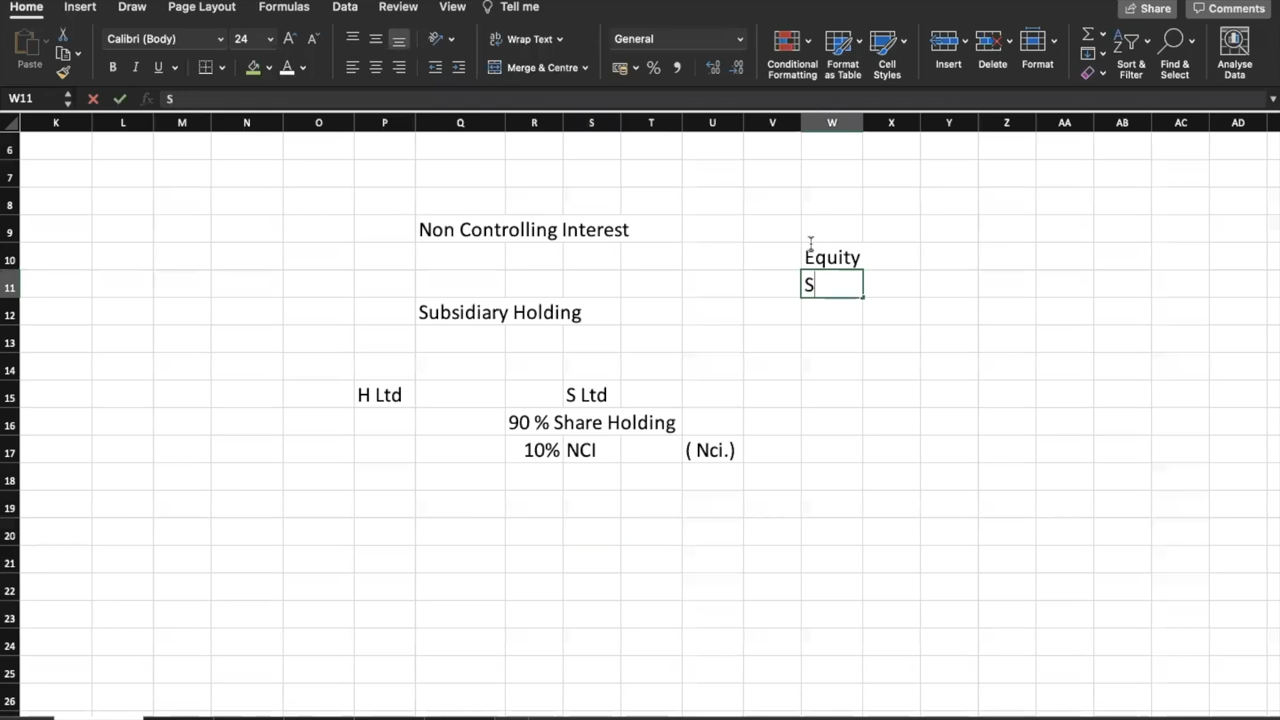 Home Insert Draw Page Layout Formulas Data Review View Tell me Share Comments
Paste Calibri (Body) 24 A A Wrap Text General Conditional Formatting Format as Table Cell Styles Insert Delete Format Sort & Filter Find & Select Analyse Data
B I U A Merge & Centre %
W11 fx S
K L M N O P Q R S T U V W X Y Z AA AB AC AD
6
7
8
9 Non Controlling Interest
10 Equity
11 S
12 Subsidiary Holding
13
14
15 H Ltd S Ltd
16 90 % Share Holding
17 10% NCI ( Nci.)
18
19
20
21
22
23
24
25
26